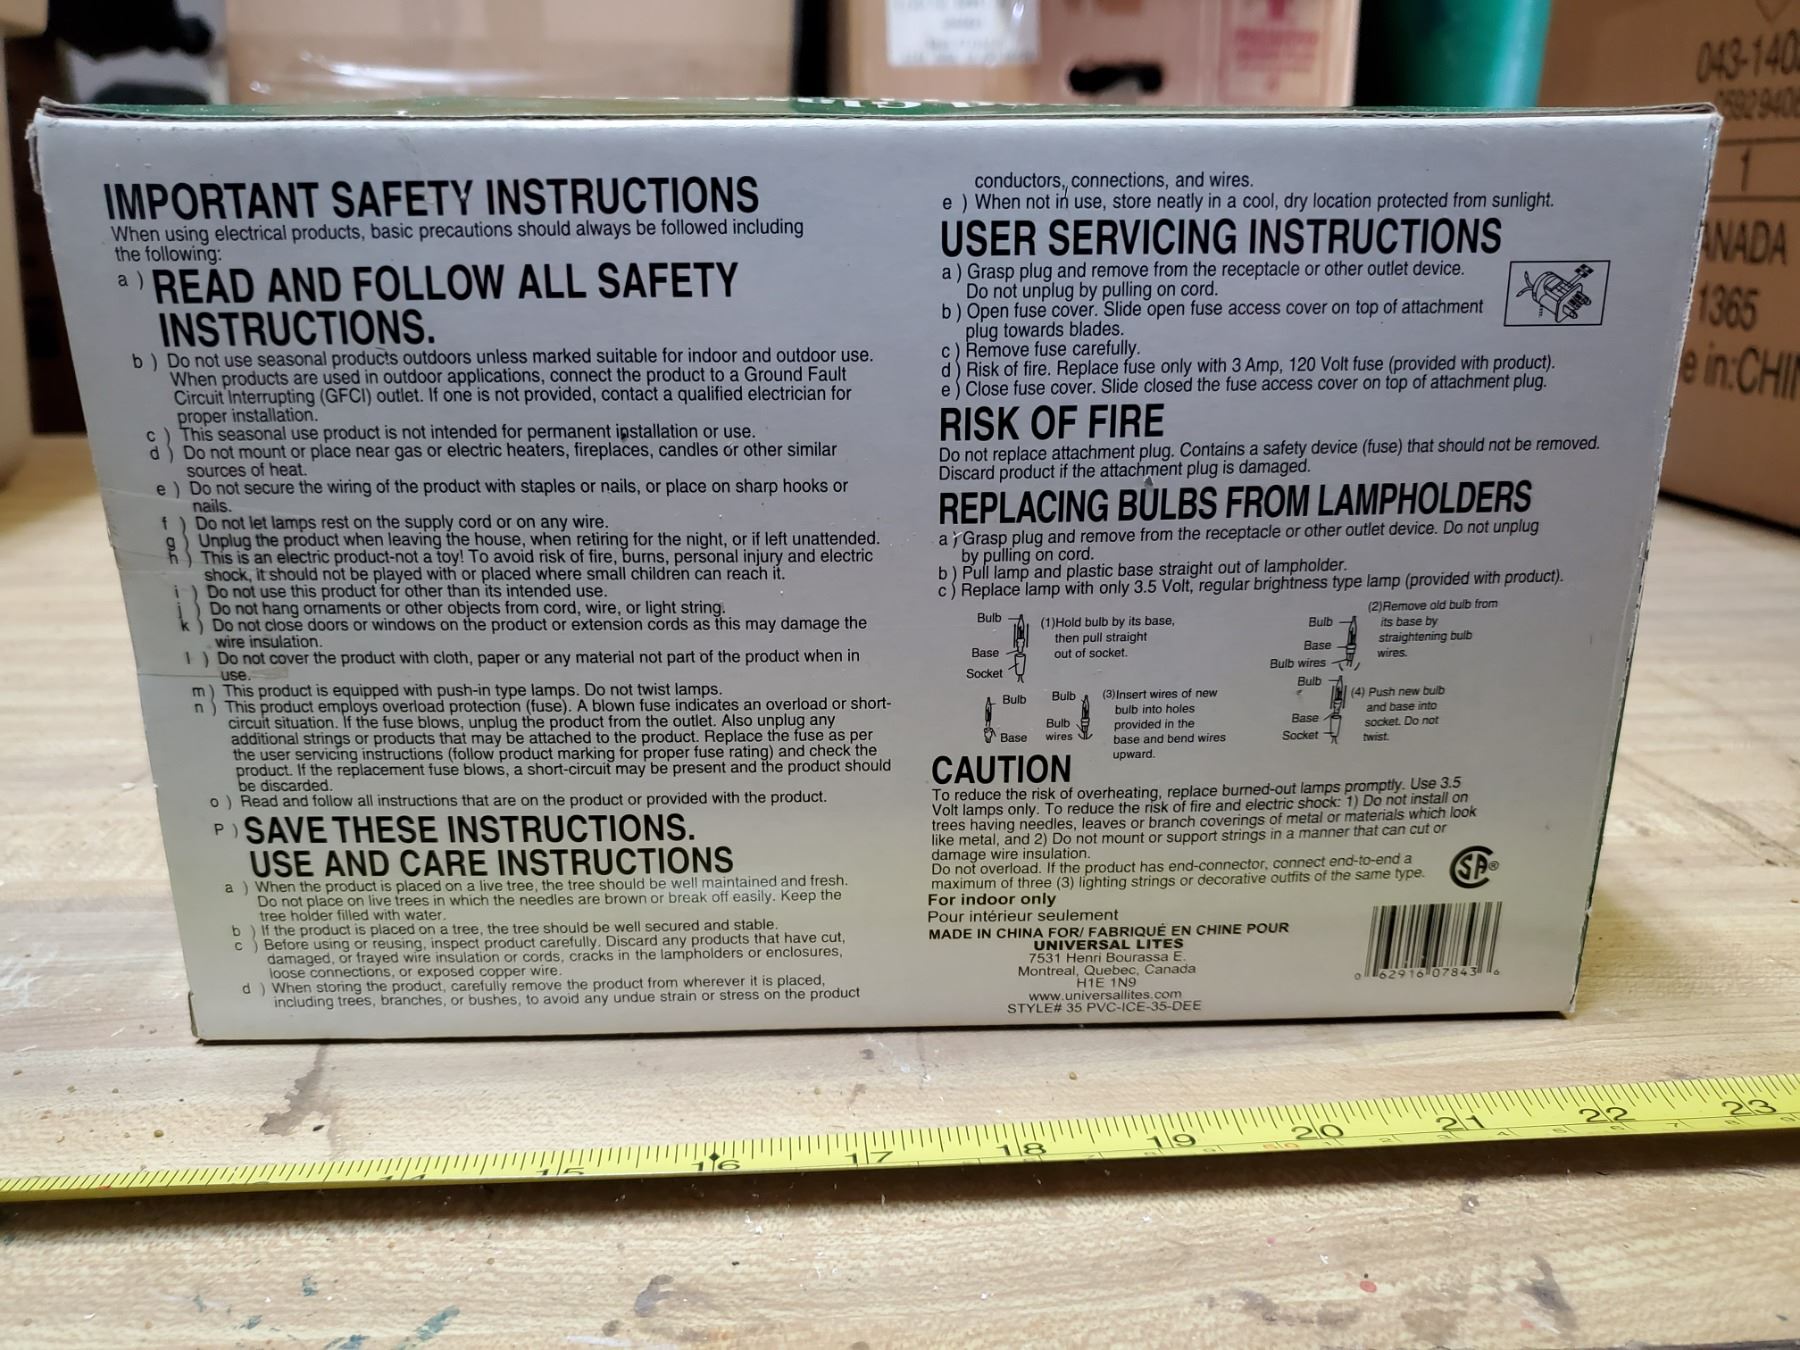 IMPORTANT SAFETY INSTRUCTIONS
When using electrical products, basic precautions should always be followed including
the following:
a ) READ AND FOLLOW ALL SAFETY
INSTRUCTIONS.
b ) Do not use seasonal products outdoors unless marked suitable for indoor and outdoor use.
When products are used in outdoor applications, connect the product to a Ground Fault
Circuit Interrupting (GFCI) outlet. If one is not provided, contact a qualified electrician for
proper installation.
c ) This seasonal use product is not intended for permanent installation or use.
d ) Do not mount or place near gas or electric heaters, fireplaces, candles or other similar
sources of heat.
e ) Do not secure the wiring of the product with staples or nails, or place on sharp hooks or
nails.
f ) Do not let lamps rest on the supply cord or on any wire.
g ) Unplug the product when leaving the house, when retiring for the night, or if left unattended.
h ) This is an electric product-not a toy! To avoid risk of fire, burns, personal injury and electric
shock, it should not be played with or placed where small children can reach it.
i ) Do not use this product for other than its intended use.
j ) Do not hang ornaments or other objects from cord, wire, or light string.
k ) Do not close doors or windows on the product or extension cords as this may damage the
wire insulation.
l ) Do not cover the product with cloth, paper or any material not part of the product when in
use.
m ) This product is equipped with push-in type lamps. Do not twist lamps.
n ) This product employs overload protection (fuse). A blown fuse indicates an overload or short-
circuit situation. If the fuse blows, unplug the product from the outlet. Also unplug any
additional strings or products that may be attached to the product. Replace the fuse as per
the user servicing instructions (follow product marking for proper fuse rating) and check the
product. If the replacement fuse blows, a short-circuit may be present and the product should
be discarded.
o ) Read and follow all instructions that are on the product or provided with the product.
P ) SAVE THESE INSTRUCTIONS.
USE AND CARE INSTRUCTIONS
a ) When the product is placed on a live tree, the tree should be well maintained and fresh.
Do not place on live trees in which the needles are brown or break off easily. Keep the
tree holder filled with water.
b ) If the product is placed on a tree, the tree should be well secured and stable.
c ) Before using or reusing, inspect product carefully. Discard any products that have cut,
damaged, or frayed wire insulation or cords, cracks in the lampholders or enclosures,
loose connections, or exposed copper wire.
d ) When storing the product, carefully remove the product from wherever it is placed,
including trees, branches, or bushes, to avoid any undue strain or stress on the product
conductors, connections, and wires.
e ) When not in use, store neatly in a cool, dry location protected from sunlight.
USER SERVICING INSTRUCTIONS
a ) Grasp plug and remove from the receptacle or other outlet device.
Do not unplug by pulling on cord.
b ) Open fuse cover. Slide open fuse access cover on top of attachment
plug towards blades.
c ) Remove fuse carefully.
d ) Risk of fire. Replace fuse only with 3 Amp, 120 Volt fuse (provided with product).
e ) Close fuse cover. Slide closed the fuse access cover on top of attachment plug.
RISK OF FIRE
Do not replace attachment plug. Contains a safety device (fuse) that should not be removed.
Discard product if the attachment plug is damaged.
REPLACING BULBS FROM LAMPHOLDERS
a ) Grasp plug and remove from the receptacle or other outlet device. Do not unplug
by pulling on cord.
b ) Pull lamp and plastic base straight out of lampholder.
c ) Replace lamp with only 3.5 Volt, regular brightness type lamp (provided with product).
Bulb
Base
Socket
(1)Hold bulb by its base,
then pull straight
out of socket.
Bulb
Base
Bulb wires
(2)Remove old bulb from
its base by
straightening bulb
wires.
Bulb
Base
Bulb
Bulb
wires
(3)Insert wires of new
bulb into holes
provided in the
base and bend wires
upward.
Bulb
Base
Socket
(4) Push new bulb
and base into
socket. Do not
twist.
CAUTION
To reduce the risk of overheating, replace burned-out lamps promptly. Use 3.5
Volt lamps only. To reduce the risk of fire and electric shock: 1) Do not install on
trees having needles, leaves or branch coverings of metal or materials which look
like metal, and 2) Do not mount or support strings in a manner that can cut or
damage wire insulation.
Do not overload. If the product has end-connector, connect end-to-end a
maximum of three (3) lighting strings or decorative outfits of the same type.
SA®
For indoor only
Pour intérieur seulement
MADE IN CHINA FOR/ FABRIQUÉ EN CHINE POUR
UNIVERSAL LITES
7531 Henri Bourassa E.
Montreal, Quebec, Canada
H1E 1N9
www.universallites.com
STYLE# 35 PVC-ICE-35-DEE
0 62916 07843 6
043-140
1
ANADA
1365
e in:CHI
14 15 16 17 18 19 20 21 22 23